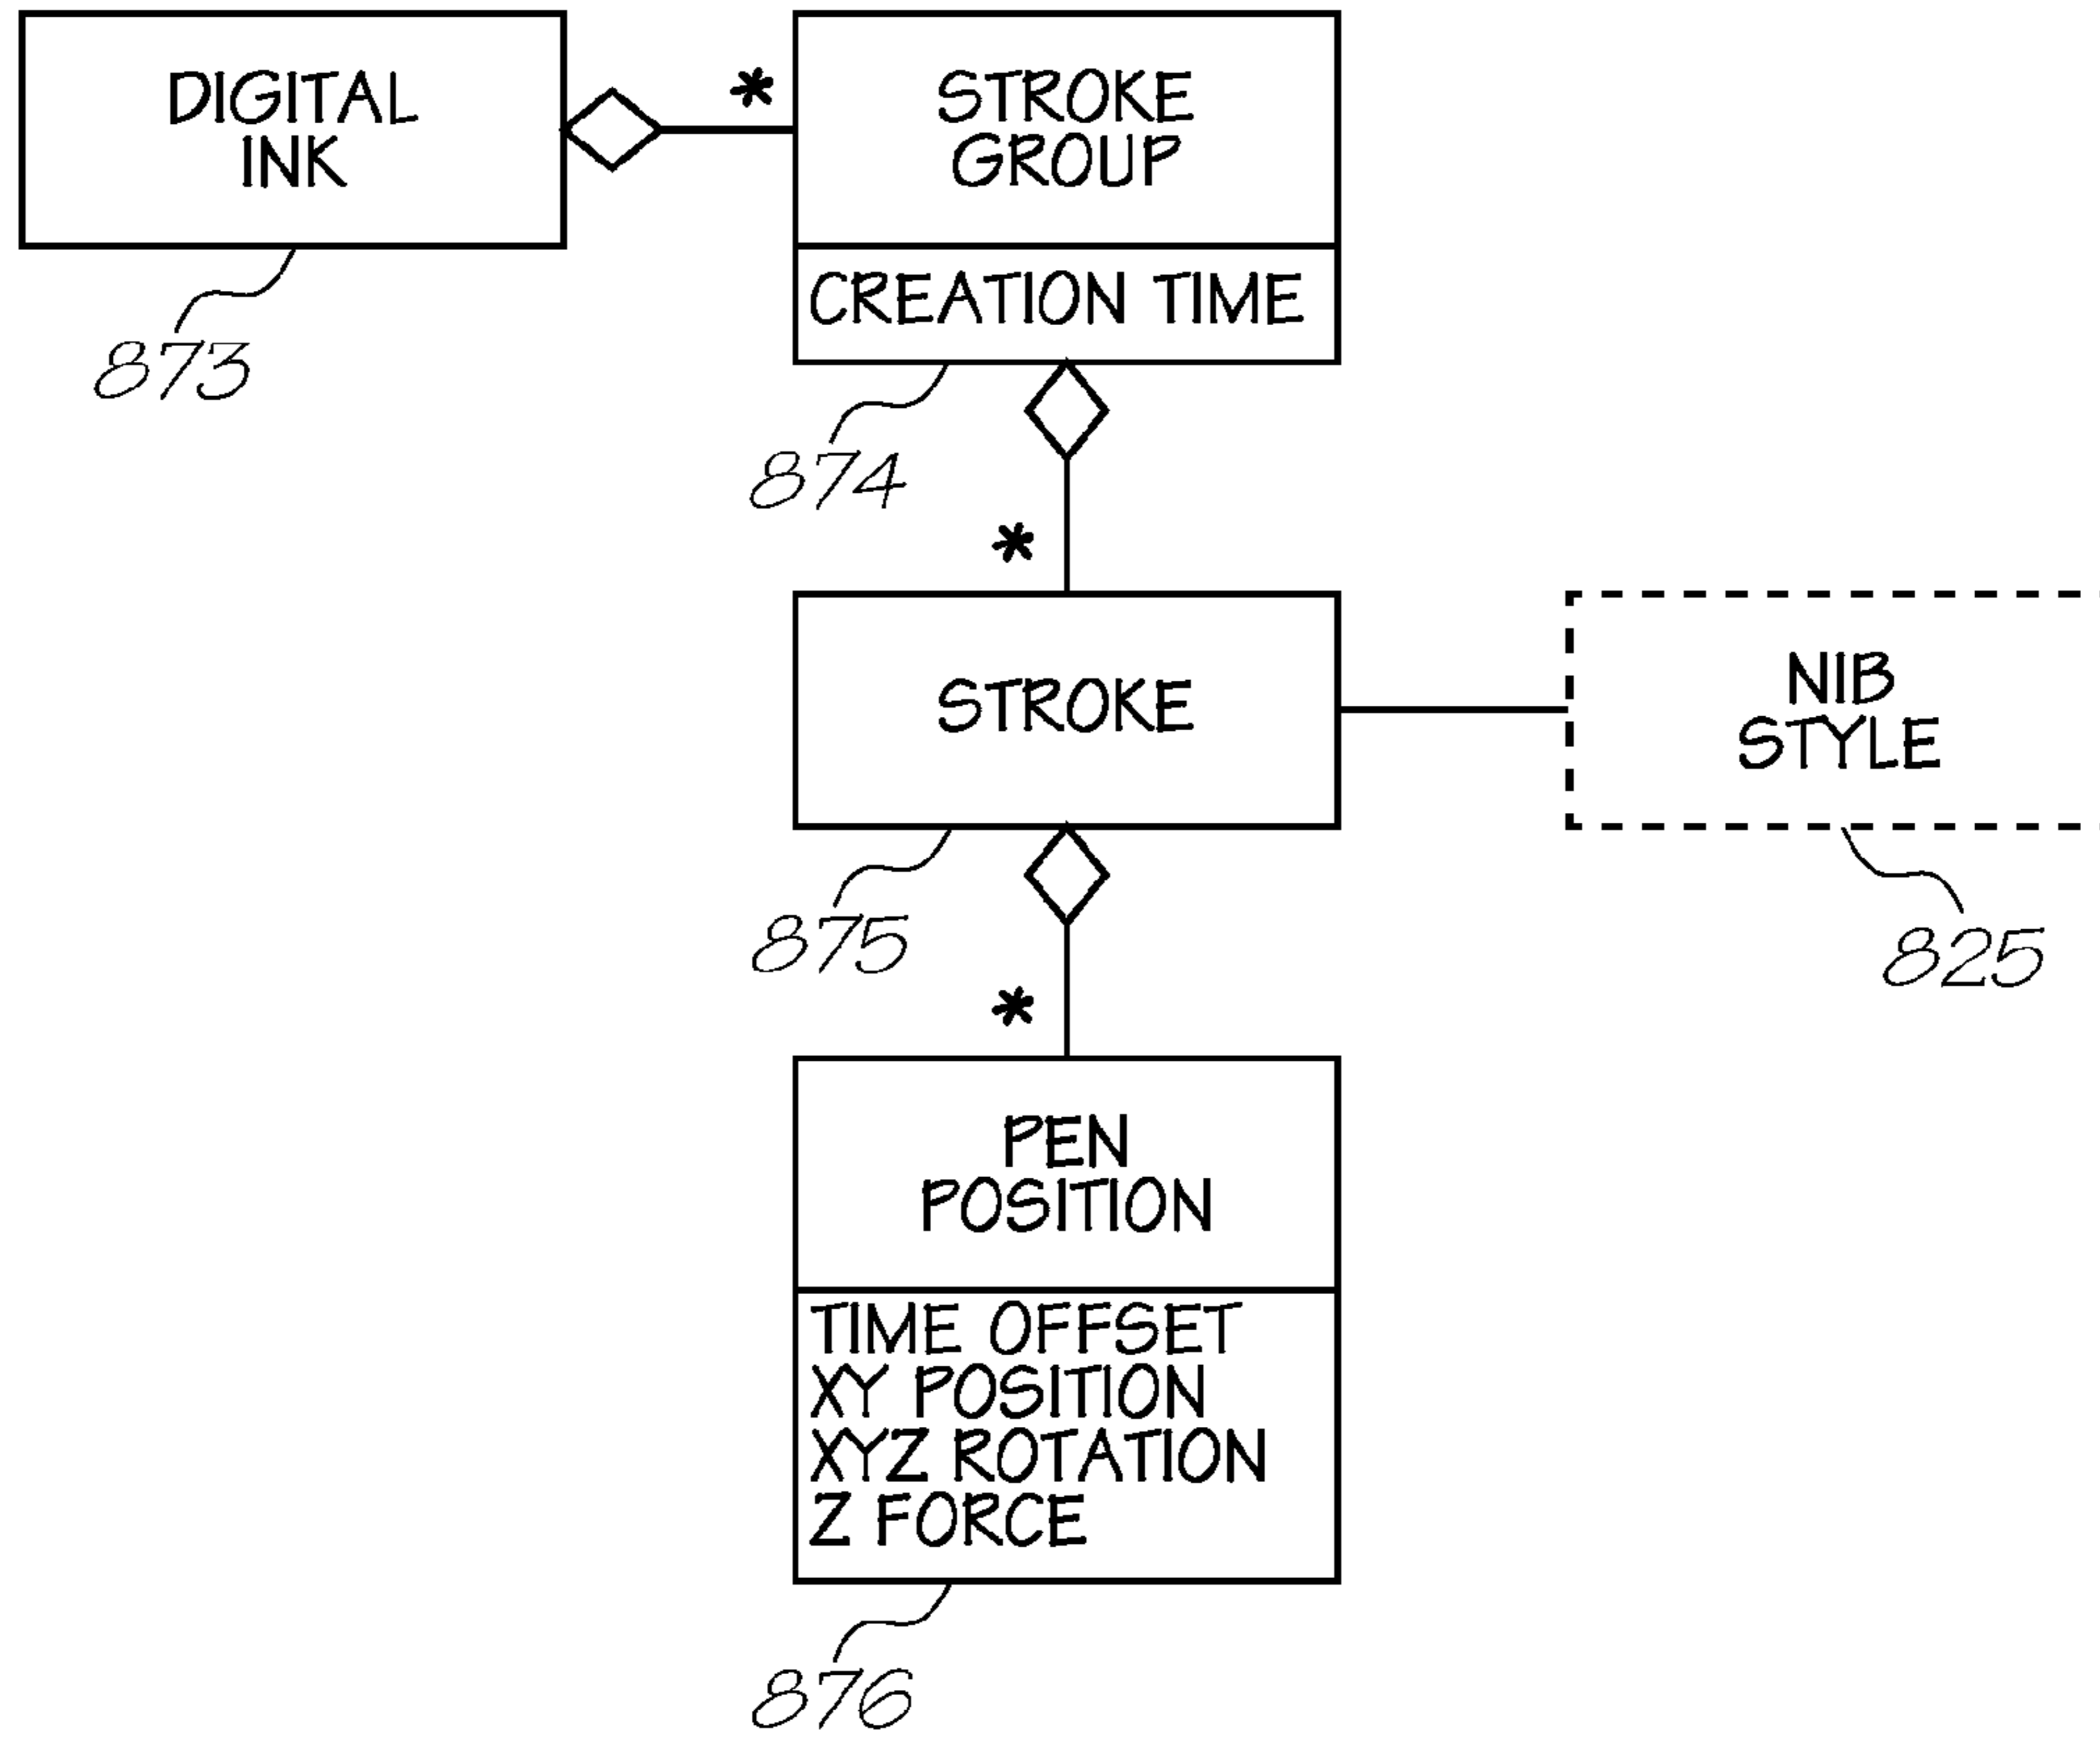 DIGITAL
INK
873
*
STROKE
GROUP
CREATION TIME
874
*
STROKE
875
NIB
STYLE
825
*
PEN
POSITION
TIME OFFSET
XY POSITION
XYZ ROTATION
Z FORCE
876